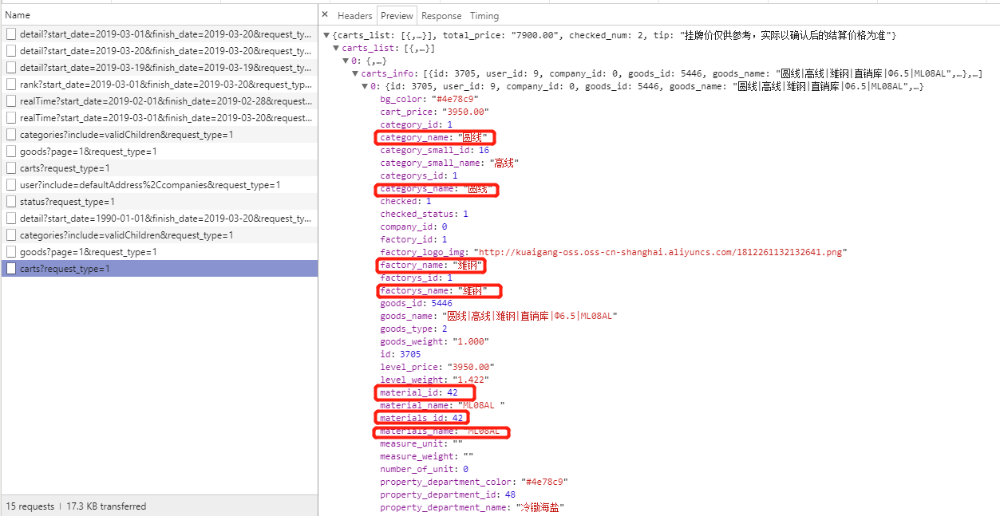 Name
detail?start_date=2019-03-01&finish_date=2019-03-20&request_ty...
detail?start_date=2019-03-20&finish_date=2019-03-20&request_ty...
detail?start_date=2019-03-19&finish_date=2019-03-19&request_ty...
rank?start_date=2019-03-01&finish_date=2019-03-20&request_typ...
realTime?start_date=2019-02-01&finish_date=2019-02-28&request...
realTime?start_date=2019-03-01&finish_date=2019-03-20&request...
categories?include=validChildren&request_type=1
goods?page=1&request_type=1
carts?request_type=1
user?include=defaultAddress%2Ccompanies&request_type=1
status?request_type=1
detail?start_date=1990-01-01&finish_date=2019-03-20&request_ty...
categories?include=validChildren&request_type=1
goods?page=1&request_type=1
carts?request_type=1
15 requests | 17.3 KB transferred
× Headers Preview Response Timing
▼{carts_list: [{,…}], total_price: "7900.00", checked_num: 2, tip: "挂牌价仅供参考，实际以确认后的结算价格为准"}
▼carts_list: [{,…}]
▼0: {,…}
▼carts_info: [{id: 3705, user_id: 9, company_id: 0, goods_id: 5446, goods_name: "圆线|高线|潍钢|直销库|Φ6.5|ML08AL",…},…]
▼0: {id: 3705, user_id: 9, company_id: 0, goods_id: 5446, goods_name: "圆线|高线|潍钢|直销库|Φ6.5|ML08AL",…}
bg_color: "#4e78c9"
cart_price: "3950.00"
category_id: 1
category_name: "圆线"
category_small_id: 16
category_small_name: "高线"
categorys_id: 1
categorys_name: "圆线"
checked: 1
checked_status: 1
company_id: 0
factory_id: 1
factory_logo_img: "http://kuaigang-oss.oss-cn-shanghai.aliyuncs.com/1812261132132641.png"
factory_name: "潍钢"
factorys_id: 1
factorys_name: "潍钢"
goods_id: 5446
goods_name: "圆线|高线|潍钢|直销库|Φ6.5|ML08AL"
goods_type: 2
goods_weight: "1.000"
id: 3705
level_price: "3950.00"
level_weight: "1.422"
material_id: 42
material_name: "ML08AL "
materials_id: 42
materials_name: "ML08AL
measure_unit: ""
measure_weight: ""
number_of_unit: 0
property_department_color: "#4e78c9"
property_department_id: 48
property_department_name: "冷锄海盐"